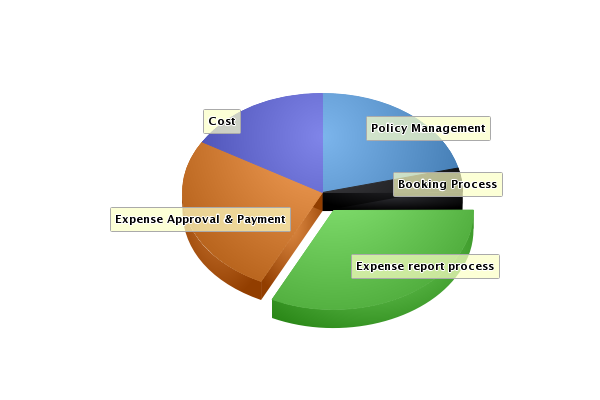 Cost
Policy Management
Booking Process
Expense Approval & Payment
Expense report process